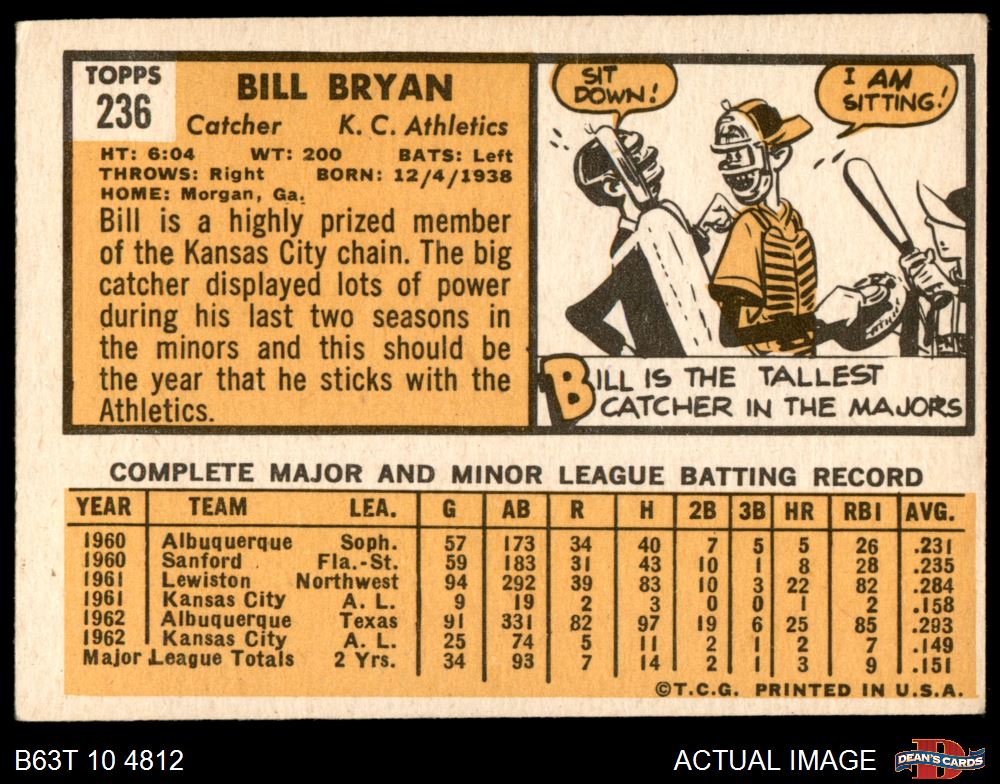 TOPPS
236
BILL BRYAN
Catcher K. C. Athletics
HT: 6:04 WT: 200 BATS: Left
THROWS: Right BORN: 12/4/1938
HOME: Morgan, Ga.
Bill is a highly prized member
of the Kansas City chain. The big
catcher displayed lots of power
during his last two seasons in
the minors and this should be
the year that he sticks with the
Athletics.
SIT
DOWN!
I AM
SITTING!
BILL IS THE TALLEST
CATCHER IN THE MAJORS
COMPLETE MAJOR AND MINOR LEAGUE BATTING RECORD
YEAR TEAM LEA. G AB R H 2B 3B HR RBI AVG.
1960 Albuquerque Soph. 57 173 34 40 7 5 5 26 .231
1960 Sanford Fla.-St. 59 183 31 43 10 1 8 28 .235
1961 Lewiston Northwest 94 292 39 83 10 3 22 82 .284
1961 Kansas City A. L. 9 19 2 3 0 0 1 2 .158
1962 Albuquerque Texas 91 331 82 97 19 6 25 85 .293
1962 Kansas City A. L. 25 74 5 11 2 1 2 7 .149
Major League Totals 2 Yrs. 34 93 7 14 2 1 3 9 .151
©T.C.G. PRINTED IN U.S.A.
B63T 10 4812
ACTUAL IMAGE
DEAN'S CARDS